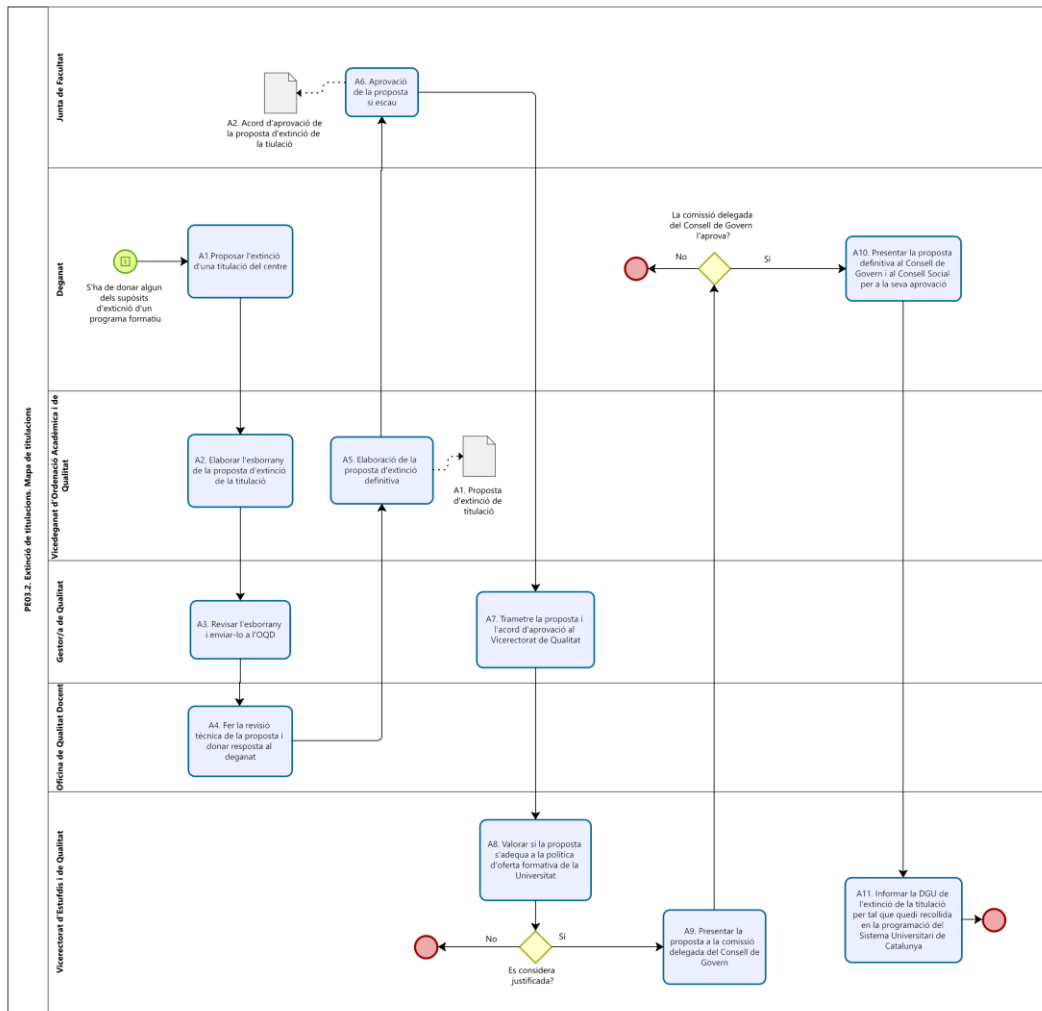 PE03.2. Extinció de titulacions. Mapa de titulacions
Junta de Facultat
A6. Aprovació
de la proposta
si escau
A2. Acord d'aprovació de
la proposta d'extinció de
la tiulació
Deganat
S'ha de donar algun
dels supòsits
d'exticnió d'un
programa formatiu
A1.Proposar l'extinció
d'una titulació del centre
La comissió delegada
del Consell de Govern
l'aprova?
No
Sí
A10. Presentar la proposta
definitiva al Consell de
Govern i al Consell Social
per a la seva aprovació
Vicedeganat d'Ordenació Acadèmica i de
Qualitat
A2. Elaborar l'esborrany
de la proposta d'extinció
de la titulació
A5. Elaboració de la
proposta d'extinció
definitiva
A1. Proposta
d'extinció de
titulació
Gestor/a de Qualitat
A3. Revisar l'esborrany
i enviar-lo a l'OQD
A7. Trametre la proposta i
l'acord d'aprovació al
Vicerectorat de Qualitat
Oficina de Qualitat Docent
A4. Fer la revisió
tècnica de la proposta i
donar resposta al
deganat
Vicerectorat d'Estufdis i de Qualitat
A8. Valorar si la proposta
s'adequa a la política
d'oferta formativa de la
Universitat
No
Sí
Es considera
justificada?
A9. Presentar la
proposta a la comissió
delegada del Consell de
Govern
A11. Informar la DGU de
l'extinció de la titulació
per tal que quedi recollida
en la programació del
Sistema Universitari de
Catalunya